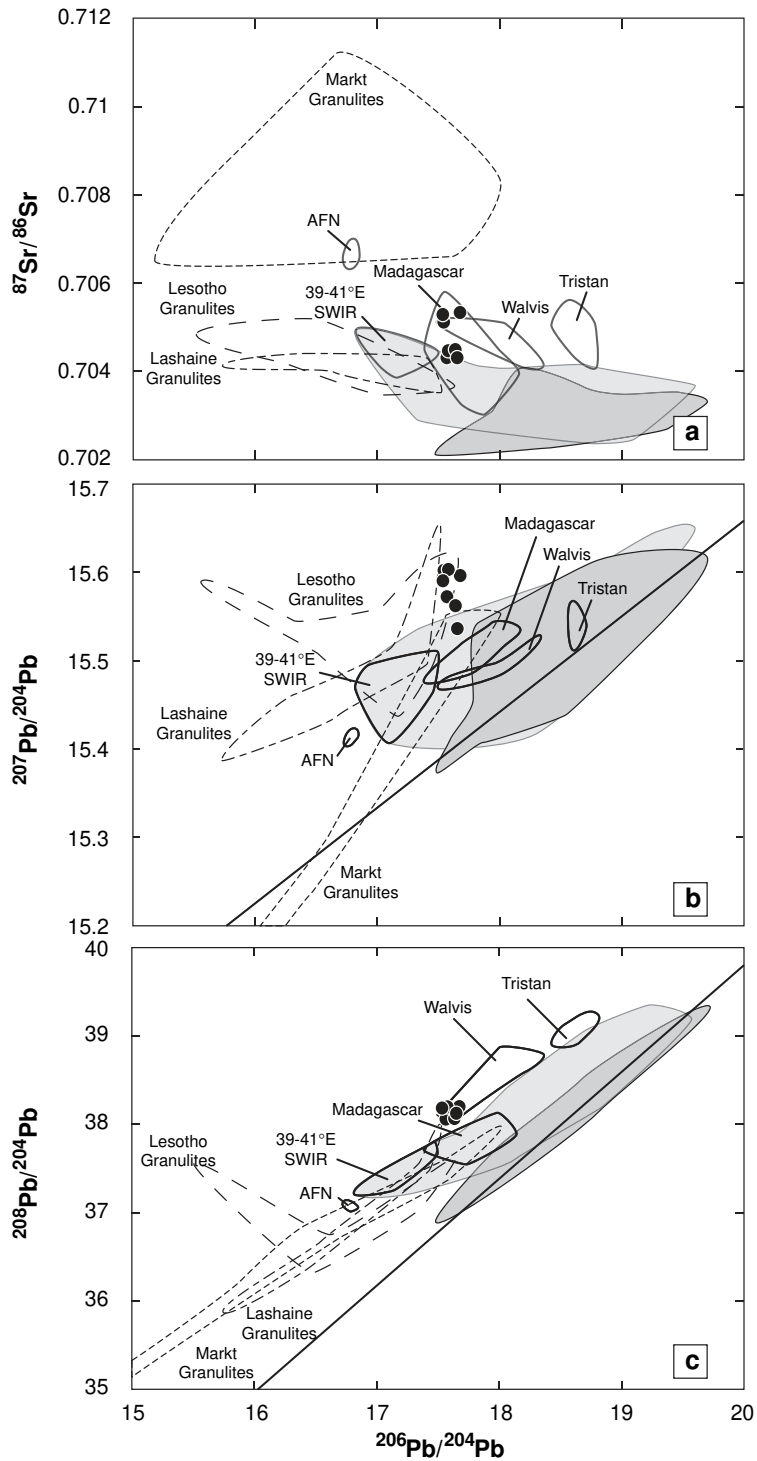 0.712
0.71
0.708
0.706
0.704
0.702
87Sr/86Sr
Markt
Granulites
AFN
Madagascar
Tristan
Lesotho
Granulites
39-41°E
SWIR
Walvis
Lashaine
Granulites
a
15.7
15.6
15.5
15.4
15.3
15.2
207Pb/204Pb
Madagascar
Walvis
Lesotho
Granulites
Tristan
39-41°E
SWIR
Lashaine
Granulites
AFN
Markt
Granulites
b
40
39
38
37
36
35
208Pb/204Pb
Tristan
Walvis
Madagascar
Lesotho
Granulites
39-41°E
SWIR
AFN
Lashaine
Granulites
Markt
Granulites
c
15 16 17 18 19 20
206Pb/204Pb